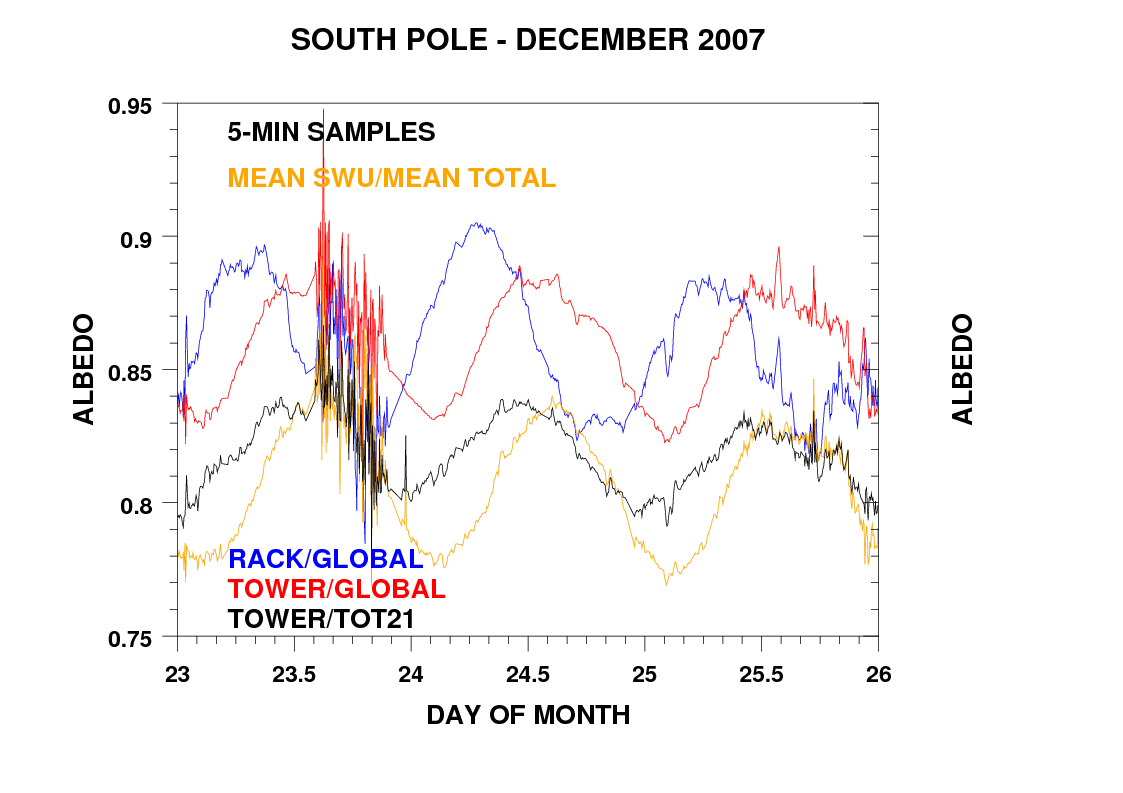 SOUTH POLE - DECEMBER 2007
0.95
5-MIN SAMPLES
MEAN SWU/MEAN TOTAL
0.9
ALBEDO
ALBEDO
0.85
0.8
RACK/GLOBAL
TOWER/GLOBAL
TOWER/TOT21
0.75
23 23.5 24 24.5 25 25.5 26
DAY OF MONTH